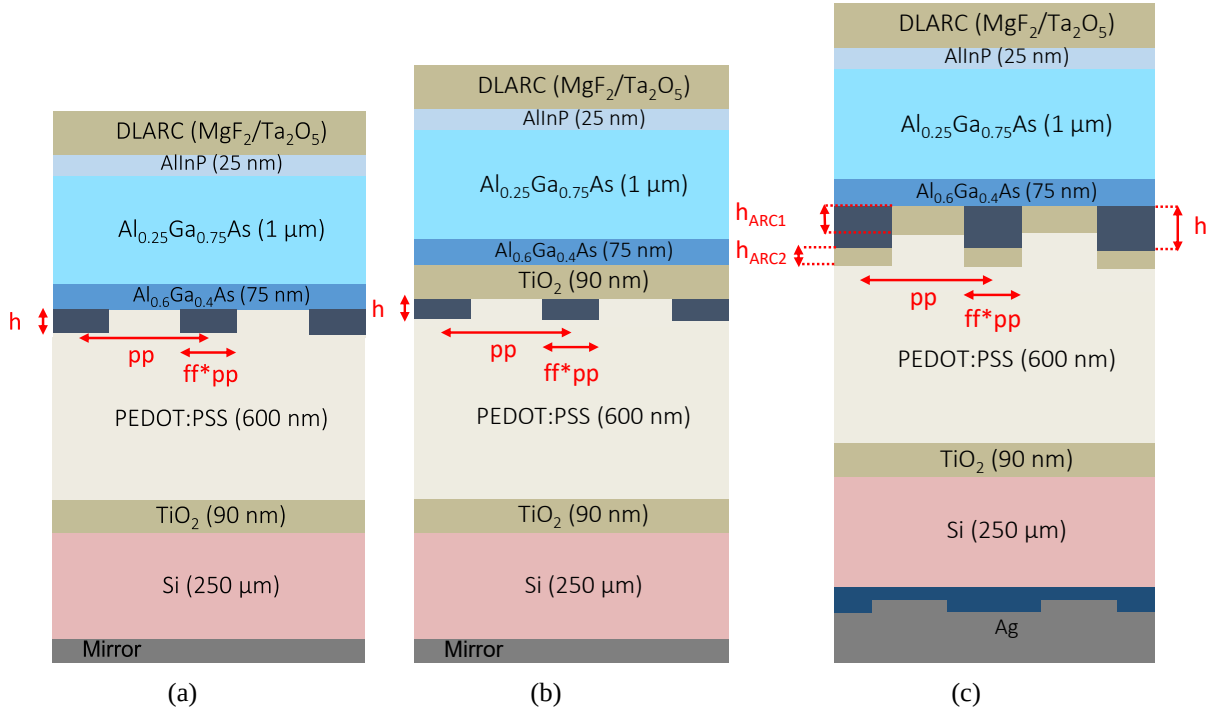 DLARC (MgF₂/Ta₂O₅)
AlInP (25 nm)
Al₀.₂₅Ga₀.₇₅As (1 µm)
Al₀.₆Ga₀.₄As (75 nm)
h
pp
ff*pp
PEDOT:PSS (600 nm)
TiO₂ (90 nm)
Si (250 µm)
Mirror
(a)
DLARC (MgF₂/Ta₂O₅)
AlInP (25 nm)
Al₀.₂₅Ga₀.₇₅As (1 µm)
Al₀.₆Ga₀.₄As (75 nm)
TiO₂ (90 nm)
h
pp
ff*pp
PEDOT:PSS (600 nm)
TiO₂ (90 nm)
Si (250 µm)
Mirror
(b)
DLARC (MgF₂/Ta₂O₅)
AlInP (25 nm)
Al₀.₂₅Ga₀.₇₅As (1 µm)
Al₀.₆Ga₀.₄As (75 nm)
hARC1
h
hARC2
pp
ff*pp
PEDOT:PSS (600 nm)
TiO₂ (90 nm)
Si (250 µm)
Ag
(c)